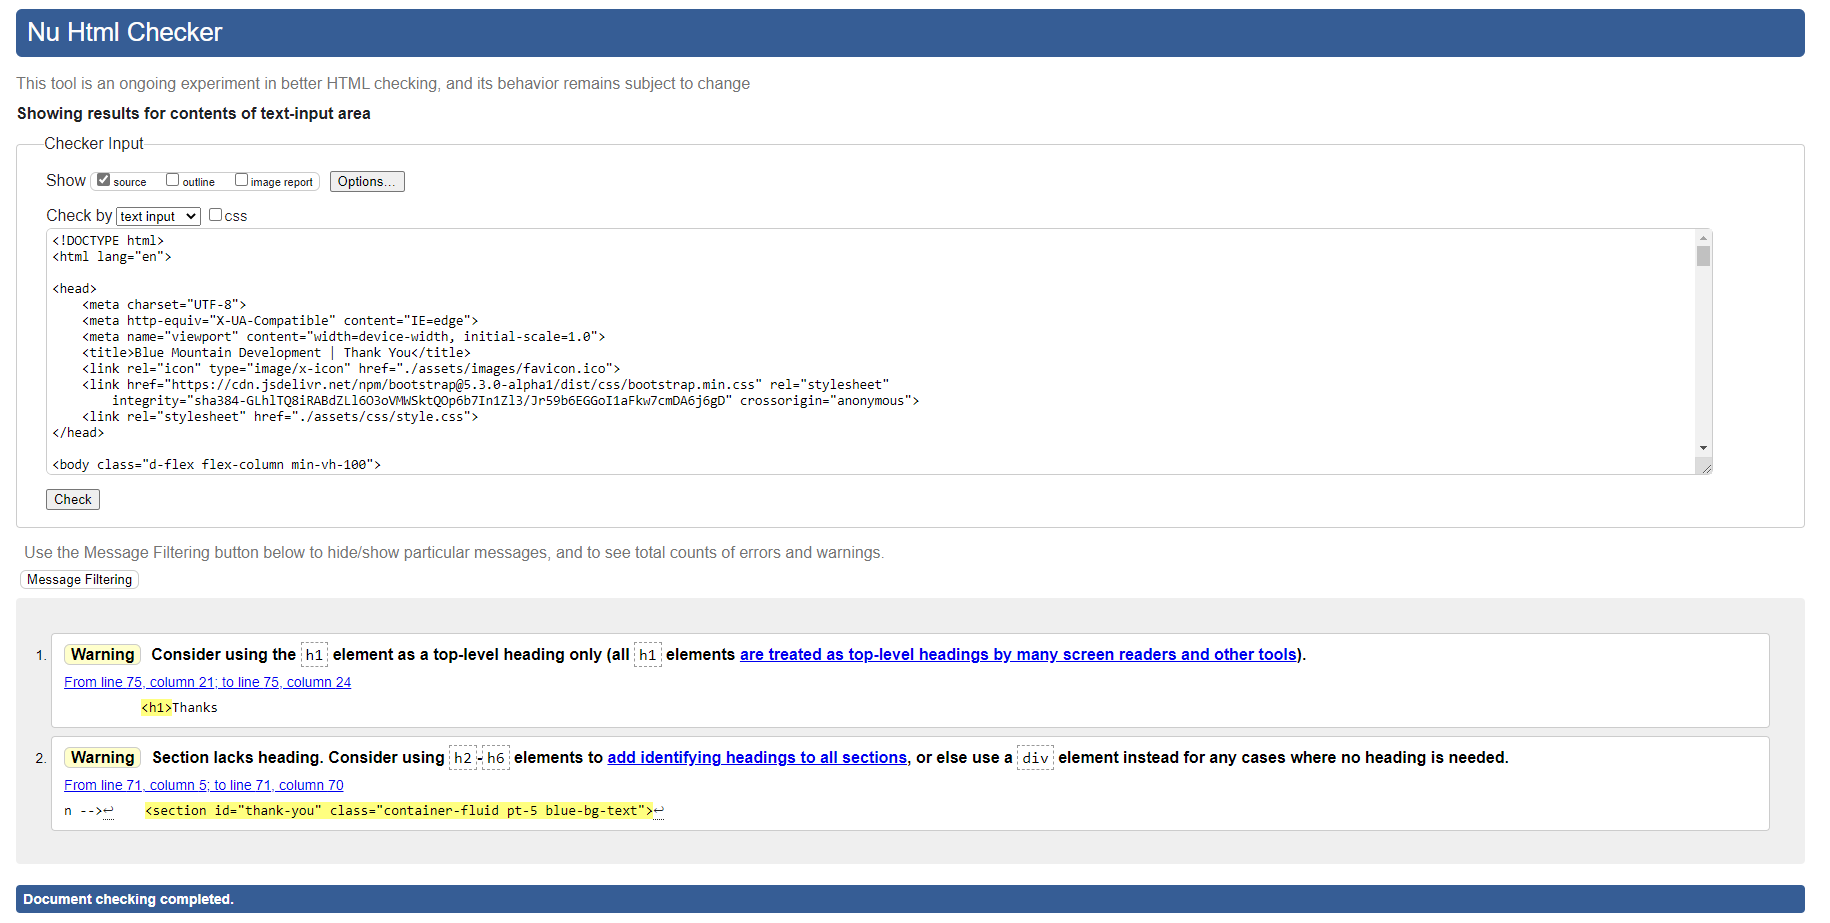 Nu Html Checker
This tool is an ongoing experiment in better HTML checking, and its behavior remains subject to change
Showing results for contents of text-input area
Checker Input
Show source outline image report Options...
Check by text input css
<!DOCTYPE html>
<html lang="en">
<head>
<meta charset="UTF-8">
<meta http-equiv="X-UA-Compatible" content="IE=edge">
<meta name="viewport" content="width=device-width, initial-scale=1.0">
<title>Blue Mountain Development | Thank You</title>
<link rel="icon" type="image/x-icon" href="./assets/images/favicon.ico">
<link href="https://cdn.jsdelivr.net/npm/bootstrap@5.3.0-alpha1/dist/css/bootstrap.min.css" rel="stylesheet"
integrity="sha384-GLhlTQ8iRABdZLl6O3oVMWSktQOp6b7In1Zl3/Jr59b6EGGoI1aFkw7cmDA6j6gD" crossorigin="anonymous">
<link rel="stylesheet" href="./assets/css/style.css">
</head>
<body class="d-flex flex-column min-vh-100">
Check
Use the Message Filtering button below to hide/show particular messages, and to see total counts of errors and warnings.
Message Filtering
1. Warning Consider using the h1 element as a top-level heading only (all h1 elements are treated as top-level headings by many screen readers and other tools).
From line 75, column 21; to line 75, column 24
<h1>Thanks
2. Warning Section lacks heading. Consider using h2-h6 elements to add identifying headings to all sections, or else use a div element instead for any cases where no heading is needed.
From line 71, column 5; to line 71, column 70
n -->↩ <section id="thank-you" class="container-fluid pt-5 blue-bg-text">↩
Document checking completed.